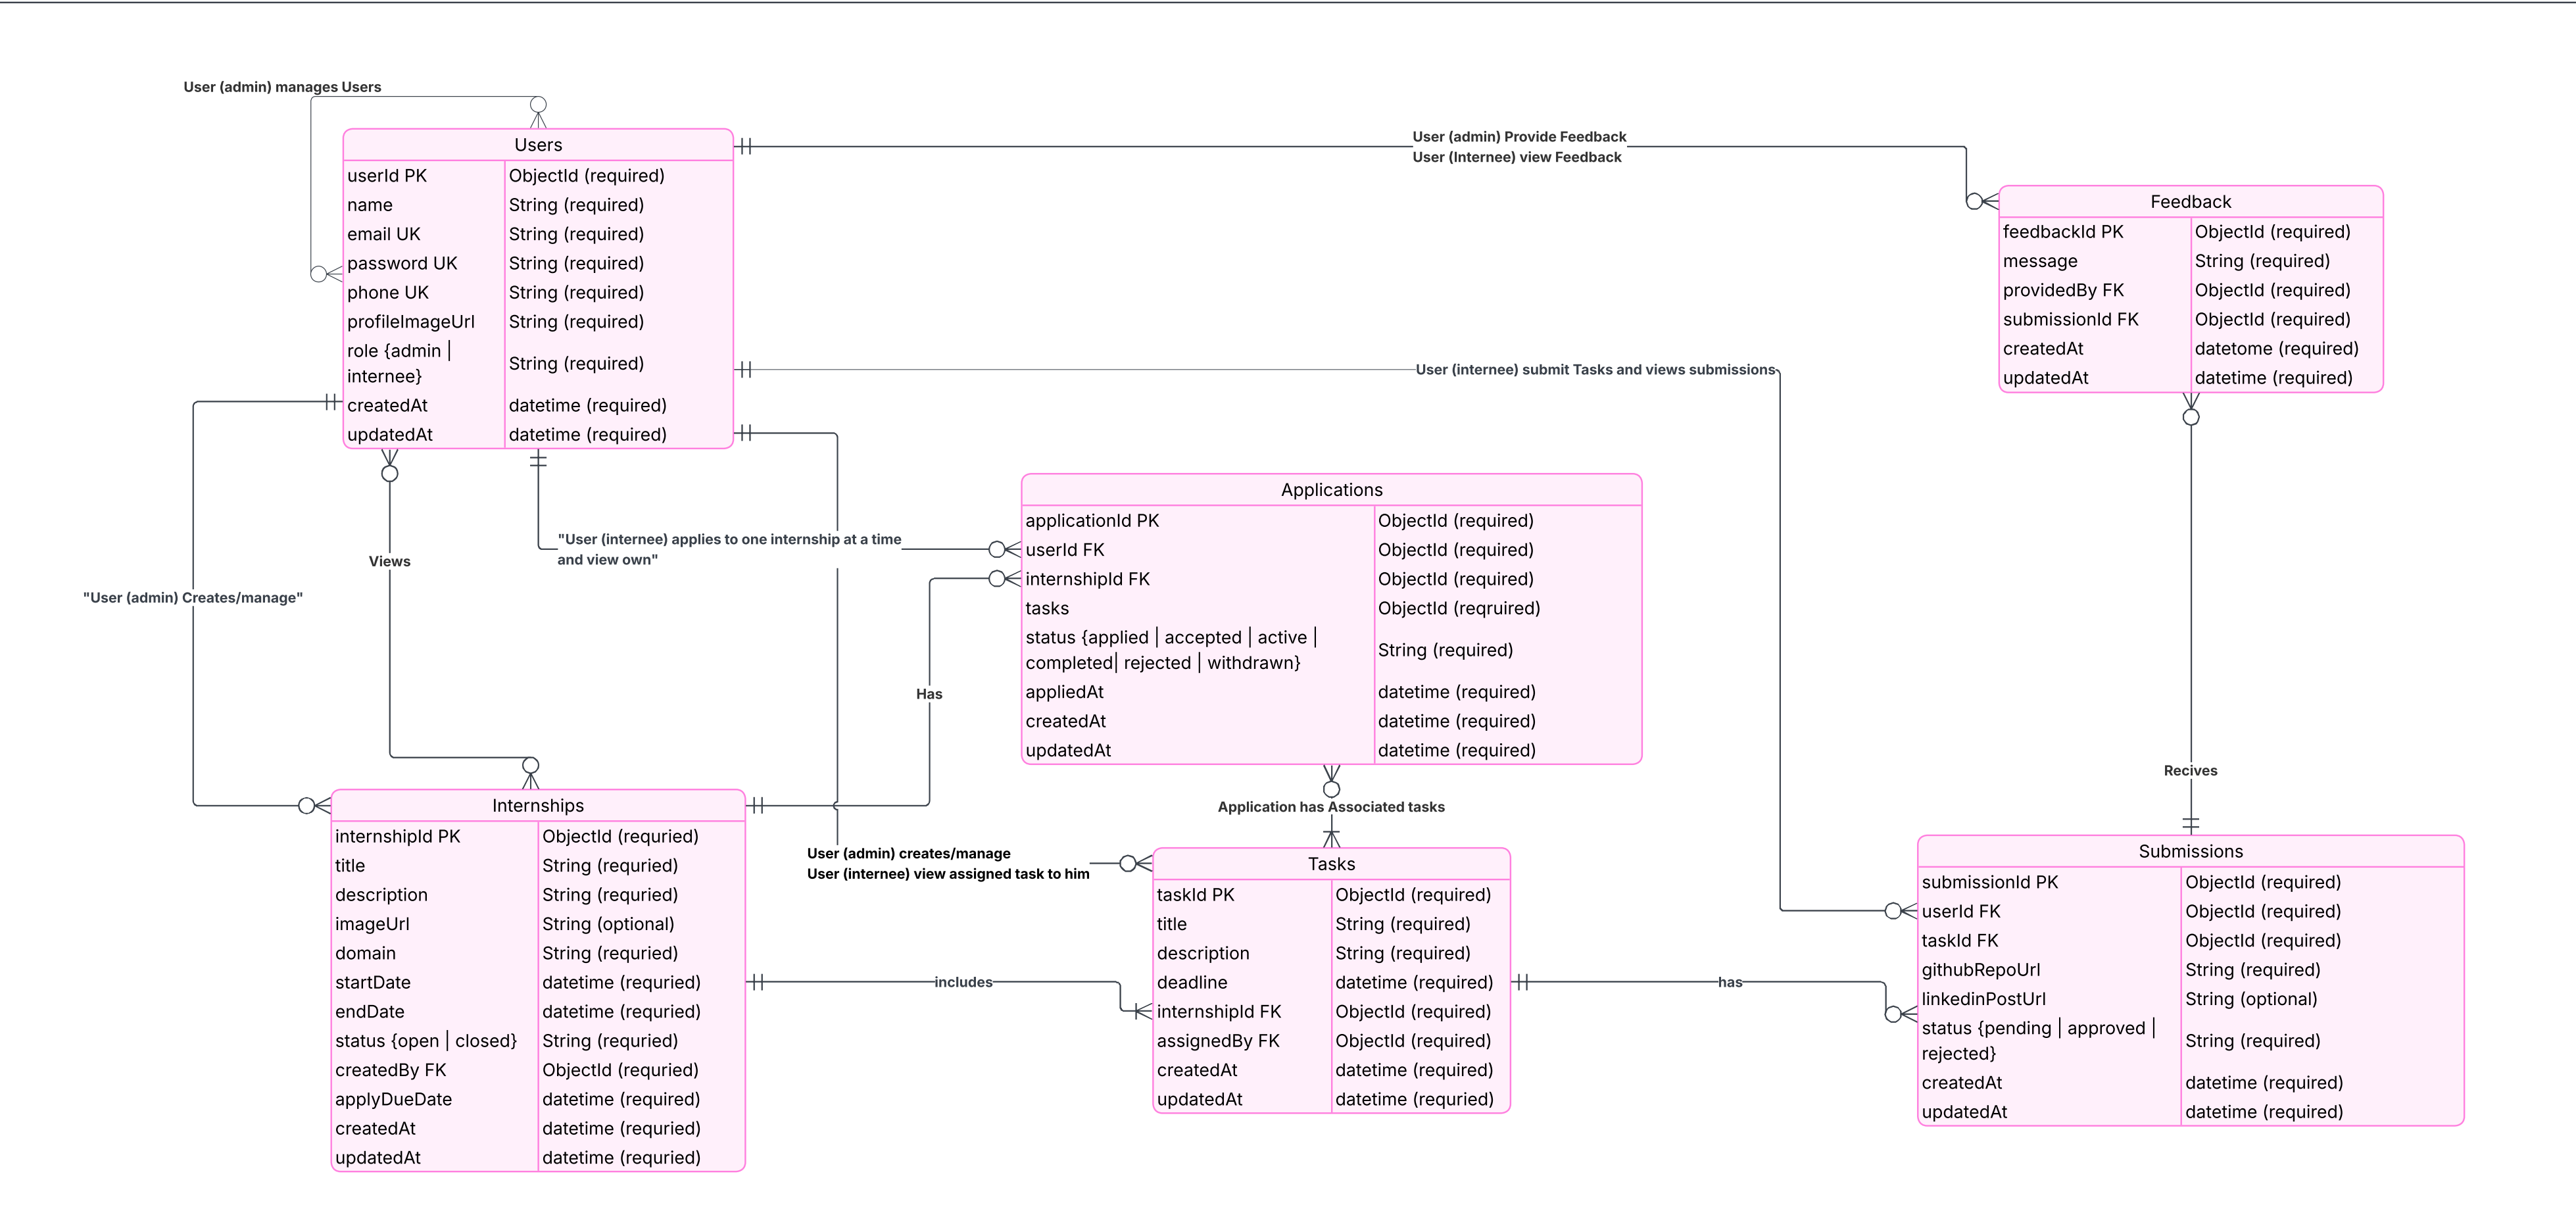 User (admin) manages Users
Users
userId PK ObjectId (required)
name String (required)
email UK String (required)
password UK String (required)
phone UK String (required)
profileImageUrl String (required)
role {admin |
internee} String (required)
createdAt datetime (required)
updatedAt datetime (required)
User (admin) Provide Feedback
User (Internee) view Feedback
Feedback
feedbackId PK ObjectId (required)
message String (required)
providedBy FK ObjectId (required)
submissionId FK ObjectId (required)
createdAt datetome (required)
updatedAt datetime (required)
User (internee) submit Tasks and views submissions
Applications
applicationId PK ObjectId (required)
userId FK ObjectId (required)
internshipId FK ObjectId (required)
tasks ObjectId (reqruired)
status {applied | accepted | active |
completed| rejected | withdrawn} String (required)
appliedAt datetime (required)
createdAt datetime (required)
updatedAt datetime (required)
"User (internee) applies to one internship at a time
and view own"
Views
"User (admin) Creates/manage"
Has
Recives
Application has Associated tasks
Internships
internshipId PK ObjectId (requried)
title String (requried)
description String (requried)
imageUrl String (optional)
domain String (requried)
startDate datetime (requried)
endDate datetime (requried)
status {open | closed} String (requried)
createdBy FK ObjectId (requried)
applyDueDate datetime (required)
createdAt datetime (requried)
updatedAt datetime (requried)
User (admin) creates/manage
User (internee) view assigned task to him
includes
Tasks
taskId PK ObjectId (required)
title String (required)
description String (required)
deadline datetime (required)
internshipId FK ObjectId (required)
assignedBy FK ObjectId (required)
createdAt datetime (required)
updatedAt datetime (requried)
has
Submissions
submissionId PK ObjectId (required)
userId FK ObjectId (required)
taskId FK ObjectId (required)
githubRepoUrl String (required)
linkedinPostUrl String (optional)
status {pending | approved |
rejected} String (required)
createdAt datetime (required)
updatedAt datetime (required)